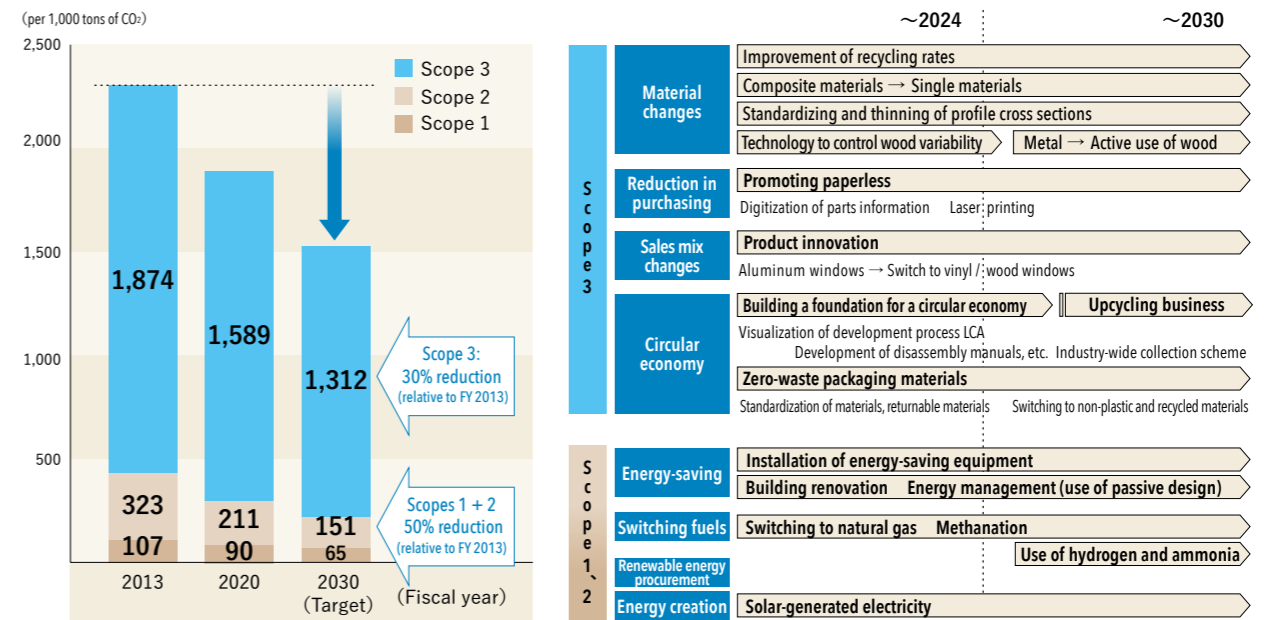 (per 1,000 tons of CO2)
2,500
2,000
1,500
1,000
500
Scope 3
Scope 2
Scope 1
1,874
323
107
1,589
211
90
1,312
151
65
Scope 3:
30% reduction
(relative to FY 2013)
Scopes 1 + 2
50% reduction
(relative to FY 2013)
2013
2020
2030
(Target)
(Fiscal year)
~2024
~2030
Scope3
Material
changes
Improvement of recycling rates
Composite materials → Single materials
Standardizing and thinning of profile cross sections
Technology to control wood variability
Metal → Active use of wood
Reduction in
purchasing
Promoting paperless
Digitization of parts information Laser printing
Sales mix
changes
Product innovation
Aluminum windows → Switch to vinyl / wood windows
Circular
economy
Building a foundation for a circular economy
Upcycling business
Visualization of development process LCA
Development of disassembly manuals, etc. Industry-wide collection scheme
Zero-waste packaging materials
Standardization of materials, returnable materials
Switching to non-plastic and recycled materials
Scope1、2
Energy-saving
Installation of energy-saving equipment
Building renovation Energy management (use of passive design)
Switching fuels
Switching to natural gas Methanation
Use of hydrogen and ammonia
Renewable energy
procurement
Energy creation
Solar-generated electricity